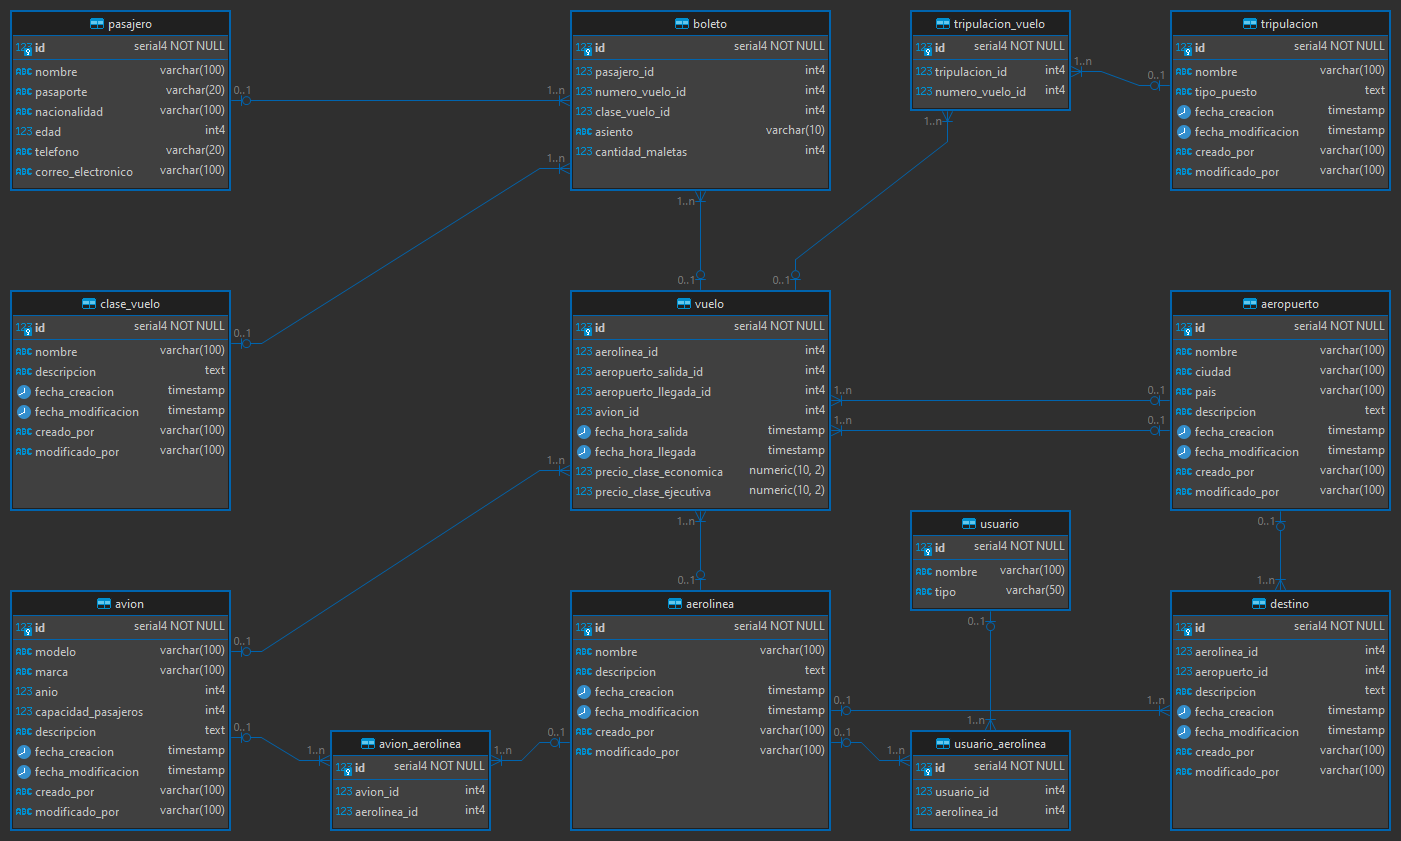 pasajero
123 id serial4 NOT NULL
ABC nombre varchar(100)
ABC pasaporte varchar(20)
ABC nacionalidad varchar(100)
123 edad int4
ABC telefono varchar(20)
ABC correo_electronico varchar(100)
0..1
1..n
boleto
123 id serial4 NOT NULL
123 pasajero_id int4
123 numero_vuelo_id int4
123 clase_vuelo_id int4
ABC asiento varchar(10)
123 cantidad_maletas int4
1..n
1..n
0..1
tripulacion_vuelo
123 id serial4 NOT NULL
123 tripulacion_id int4
123 numero_vuelo_id int4
1..n
0..1
1..n
0..1
tripulacion
123 id serial4 NOT NULL
ABC nombre varchar(100)
ABC tipo_puesto text
fecha_creacion timestamp
fecha_modificacion timestamp
ABC creado_por varchar(100)
ABC modificado_por varchar(100)
clase_vuelo
123 id serial4 NOT NULL
ABC nombre varchar(100)
ABC descripcion text
fecha_creacion timestamp
fecha_modificacion timestamp
ABC creado_por varchar(100)
ABC modificado_por varchar(100)
0..1
vuelo
123 id serial4 NOT NULL
123 aerolinea_id int4
123 aeropuerto_salida_id int4
123 aeropuerto_llegada_id int4
123 avion_id int4
fecha_hora_salida timestamp
fecha_hora_llegada timestamp
123 precio_clase_economica numeric(10, 2)
123 precio_clase_ejecutiva numeric(10, 2)
1..n
0..1
1..n
0..1
1..n
1..n
0..1
aeropuerto
123 id serial4 NOT NULL
ABC nombre varchar(100)
ABC ciudad varchar(100)
ABC pais varchar(100)
ABC descripcion text
fecha_creacion timestamp
fecha_modificacion timestamp
ABC creado_por varchar(100)
ABC modificado_por varchar(100)
0..1
1..n
usuario
123 id serial4 NOT NULL
ABC nombre varchar(100)
ABC tipo varchar(50)
0..1
1..n
avion
123 id serial4 NOT NULL
ABC modelo varchar(100)
ABC marca varchar(100)
123 anio int4
123 capacidad_pasajeros int4
ABC descripcion text
fecha_creacion timestamp
fecha_modificacion timestamp
ABC creado_por varchar(100)
ABC modificado_por varchar(100)
0..1
0..1
1..n
avion_aerolinea
123 id serial4 NOT NULL
123 avion_id int4
123 aerolinea_id int4
1..n
0..1
aerolinea
123 id serial4 NOT NULL
ABC nombre varchar(100)
ABC descripcion text
fecha_creacion timestamp
fecha_modificacion timestamp
ABC creado_por varchar(100)
ABC modificado_por varchar(100)
0..1
1..n
0..1
1..n
usuario_aerolinea
123 id serial4 NOT NULL
123 usuario_id int4
123 aerolinea_id int4
destino
123 id serial4 NOT NULL
123 aerolinea_id int4
123 aeropuerto_id int4
ABC descripcion text
fecha_creacion timestamp
fecha_modificacion timestamp
ABC creado_por varchar(100)
ABC modificado_por varchar(100)